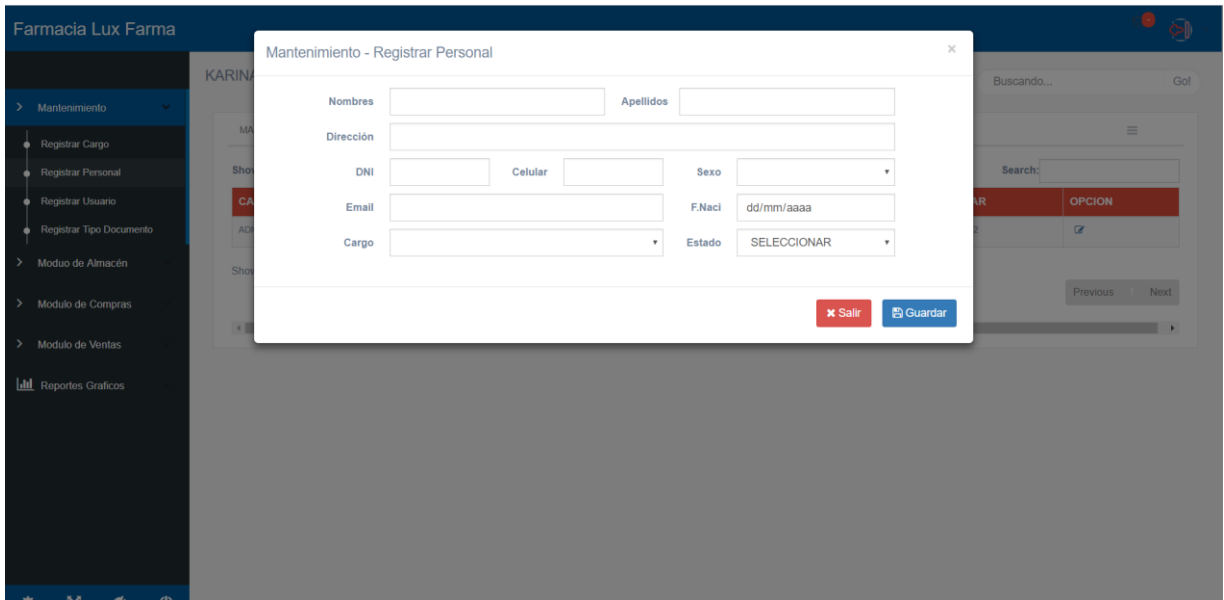 Farmacia Lux Farma
-
Mantenimiento - Registrar Personal
×
KARINA
Buscando...
Go!
Mantenimiento
Registrar Cargo
Registrar Personal
Registrar Usuario
Registrar Tipo Documento
Moduo de Almacén
Modulo de Compras
Modulo de Ventas
Reportes Graficos
Nombres
Apellidos
Dirección
DNI
Celular
Sexo
Email
F.Naci
dd/mm/aaaa
Cargo
Estado
SELECCIONAR
Salir
Guardar
Search:
OPCION
Previous
1
Next